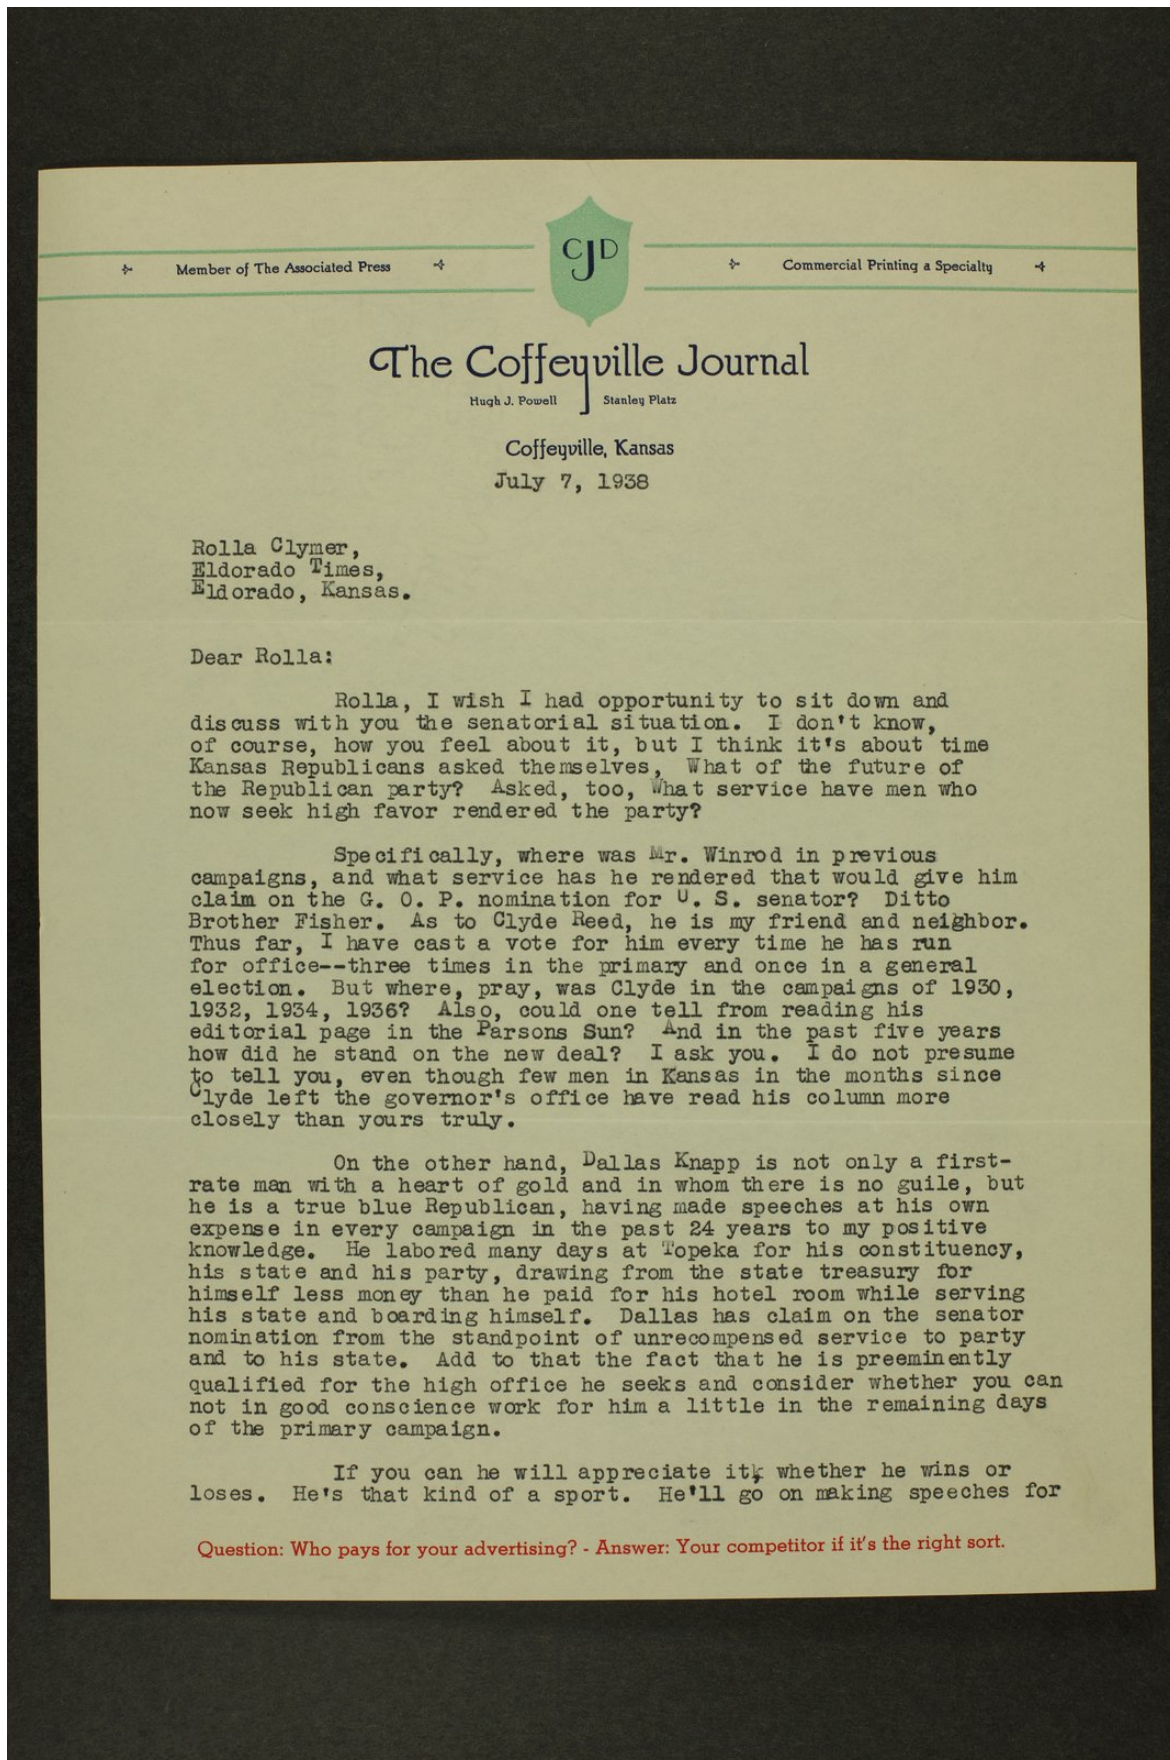 Member of The Associated Press
CJD
Commercial Printing a Specialty
The Coffeyville Journal
Hugh J. Powell Stanley Platz
Coffeyville, Kansas
July 7, 1938
Rolla Clymer,
Eldorado Times,
Eldorado, Kansas.
Dear Rolla:
Rolla, I wish I had opportunity to sit down and
discuss with you the senatorial situation. I don't know,
of course, how you feel about it, but I think it's about time
Kansas Republicans asked themselves, What of the future of
the Republican party? Asked, too, What service have men who
now seek high favor rendered the party?
Specifically, where was Mr. Winrod in previous
campaigns, and what service has he rendered that would give him
claim on the G. O. P. nomination for U. S. senator? Ditto
Brother Fisher. As to Clyde Reed, he is my friend and neighbor.
Thus far, I have cast a vote for him every time he has run
for office--three times in the primary and once in a general
election. But where, pray, was Clyde in the campaigns of 1930,
1932, 1934, 1936? Also, could one tell from reading his
editorial page in the Parsons Sun? And in the past five years
how did he stand on the new deal? I ask you. I do not presume
to tell you, even though few men in Kansas in the months since
Clyde left the governor's office have read his column more
closely than yours truly.
On the other hand, Dallas Knapp is not only a first-
rate man with a heart of gold and in whom there is no guile, but
he is a true blue Republican, having made speeches at his own
expense in every campaign in the past 24 years to my positive
knowledge. He labored many days at Topeka for his constituency,
his state and his party, drawing from the state treasury for
himself less money than he paid for his hotel room while serving
his state and boarding himself. Dallas has claim on the senator
nomination from the standpoint of unrecompensed service to party
and to his state. Add to that the fact that he is preeminently
qualified for the high office he seeks and consider whether you can
not in good conscience work for him a little in the remaining days
of the primary campaign.
If you can he will appreciate it, whether he wins or
loses. He's that kind of a sport. He'll go on making speeches for
Question: Who pays for your advertising? - Answer: Your competitor if it's the right sort.